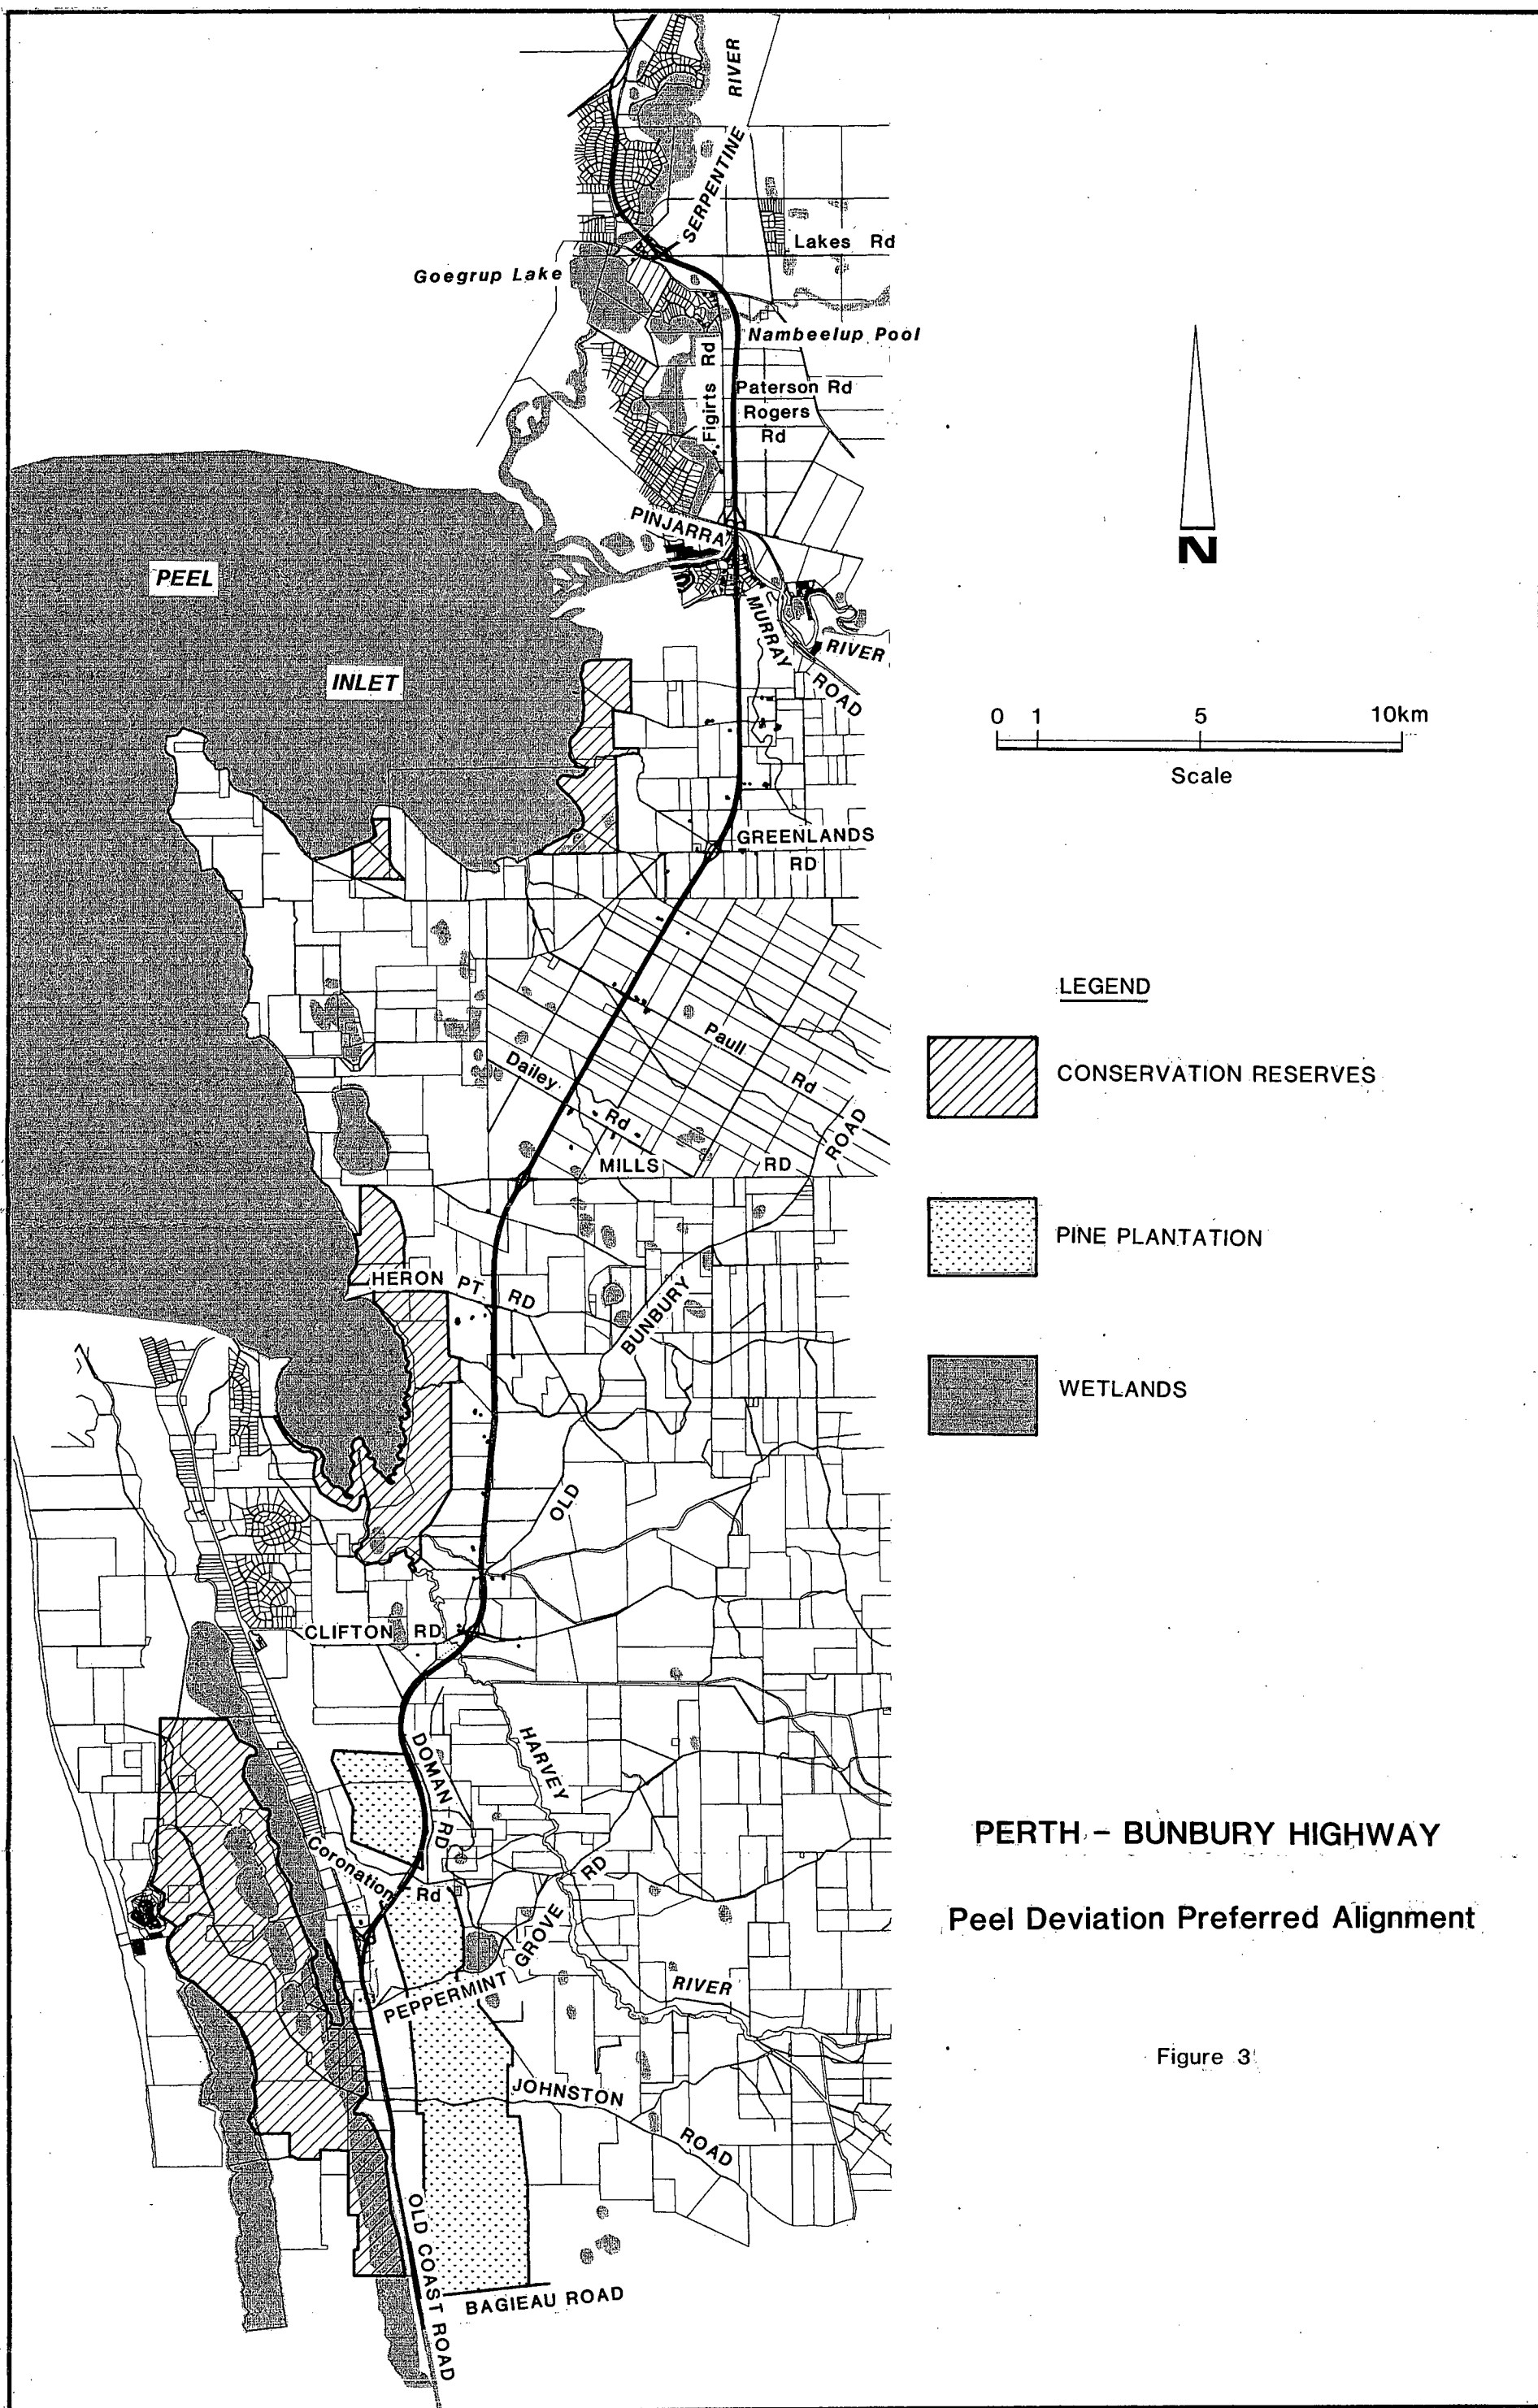 RIVER
SERPENTINE
Lakes Rd
Goegrup Lake
Nambeelup Pool
Figirts Rd
Paterson Rd
Rogers
Rd
PINJARRA
N
PEEL
MURRAY
RIVER
INLET
ROAD
0 1 5 10km
Scale
GREENLANDS
RD
LEGEND
Paull Rd
CONSERVATION RESERVES
Dailey Rd
ROAD
MILLS RD
PINE PLANTATION
HERON PT RD
BUNBURY
WETLANDS
OLD
CLIFTON RD
HARVEY
DOMAN RD
PERTH - BUNBURY HIGHWAY
Coronation Rd
Peel Deviation Preferred Alignment
PEPPERMINT GROVE RD
RIVER
Figure 3
JOHNSTON
ROAD
OLD COAST ROAD
BAGIEAU ROAD